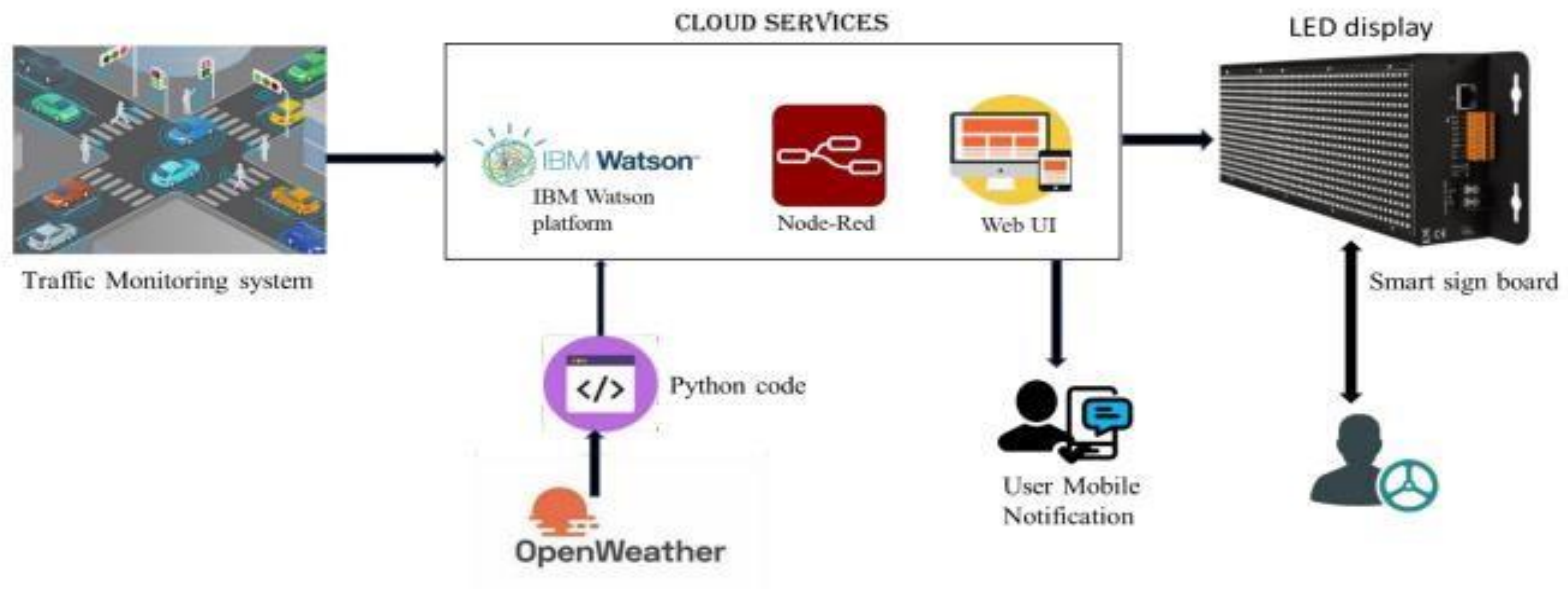 CLOUD SERVICES
LED display
IBM Watson
IBM Watson
platform
Node-Red
Web UI
Traffic Monitoring system
Smart sign board
</>
Python code
User Mobile
Notification
OpenWeather